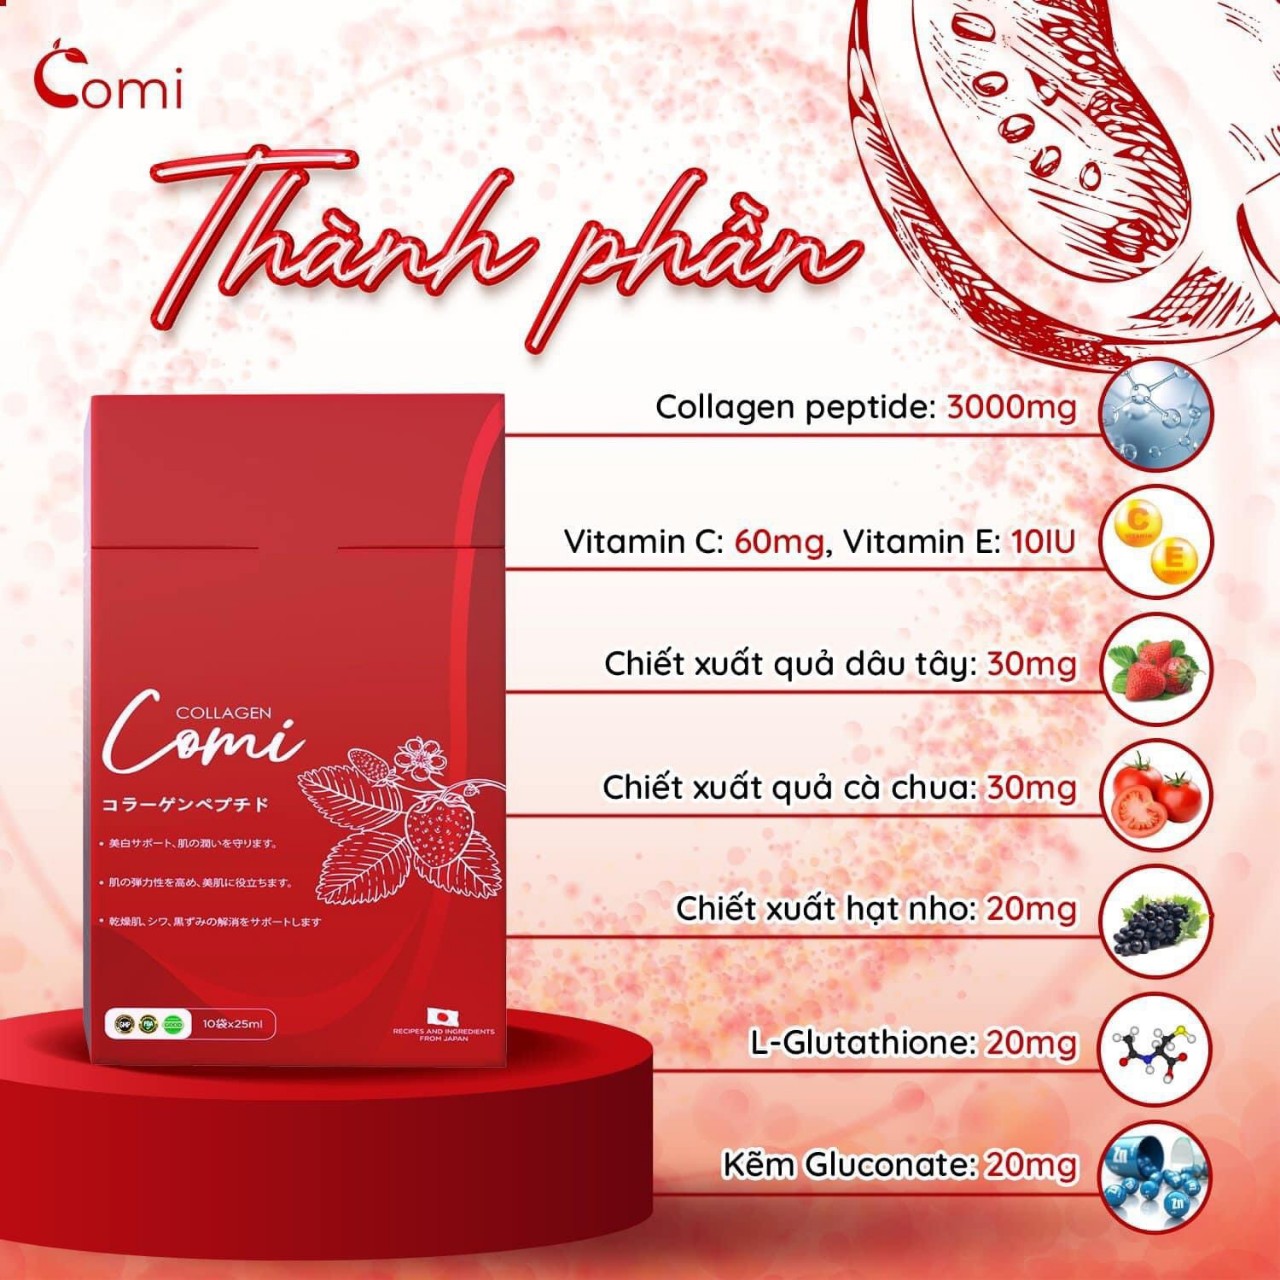 Comi
Thành phần
Collagen peptide: 3000mg
Vitamin C: 60mg, Vitamin E: 10IU
C
E
Chiết xuất quả dâu tây: 30mg
Chiết xuất quả cà chua: 30mg
Chiết xuất hạt nho: 20mg
L-Glutathione: 20mg
Kẽm Gluconate: 20mg
Zn
Zn
COLLAGEN
Comi
コラーゲンペプチド
• 美白サポート、肌の潤いを守ります。
• 肌の弾力性を高め、美肌に役立ちます。
• 乾燥肌、シワ、黒ずみの解消をサポートします
GMP
10袋x25ml
RECIPES AND INGREDIENTS
FROM JAPAN